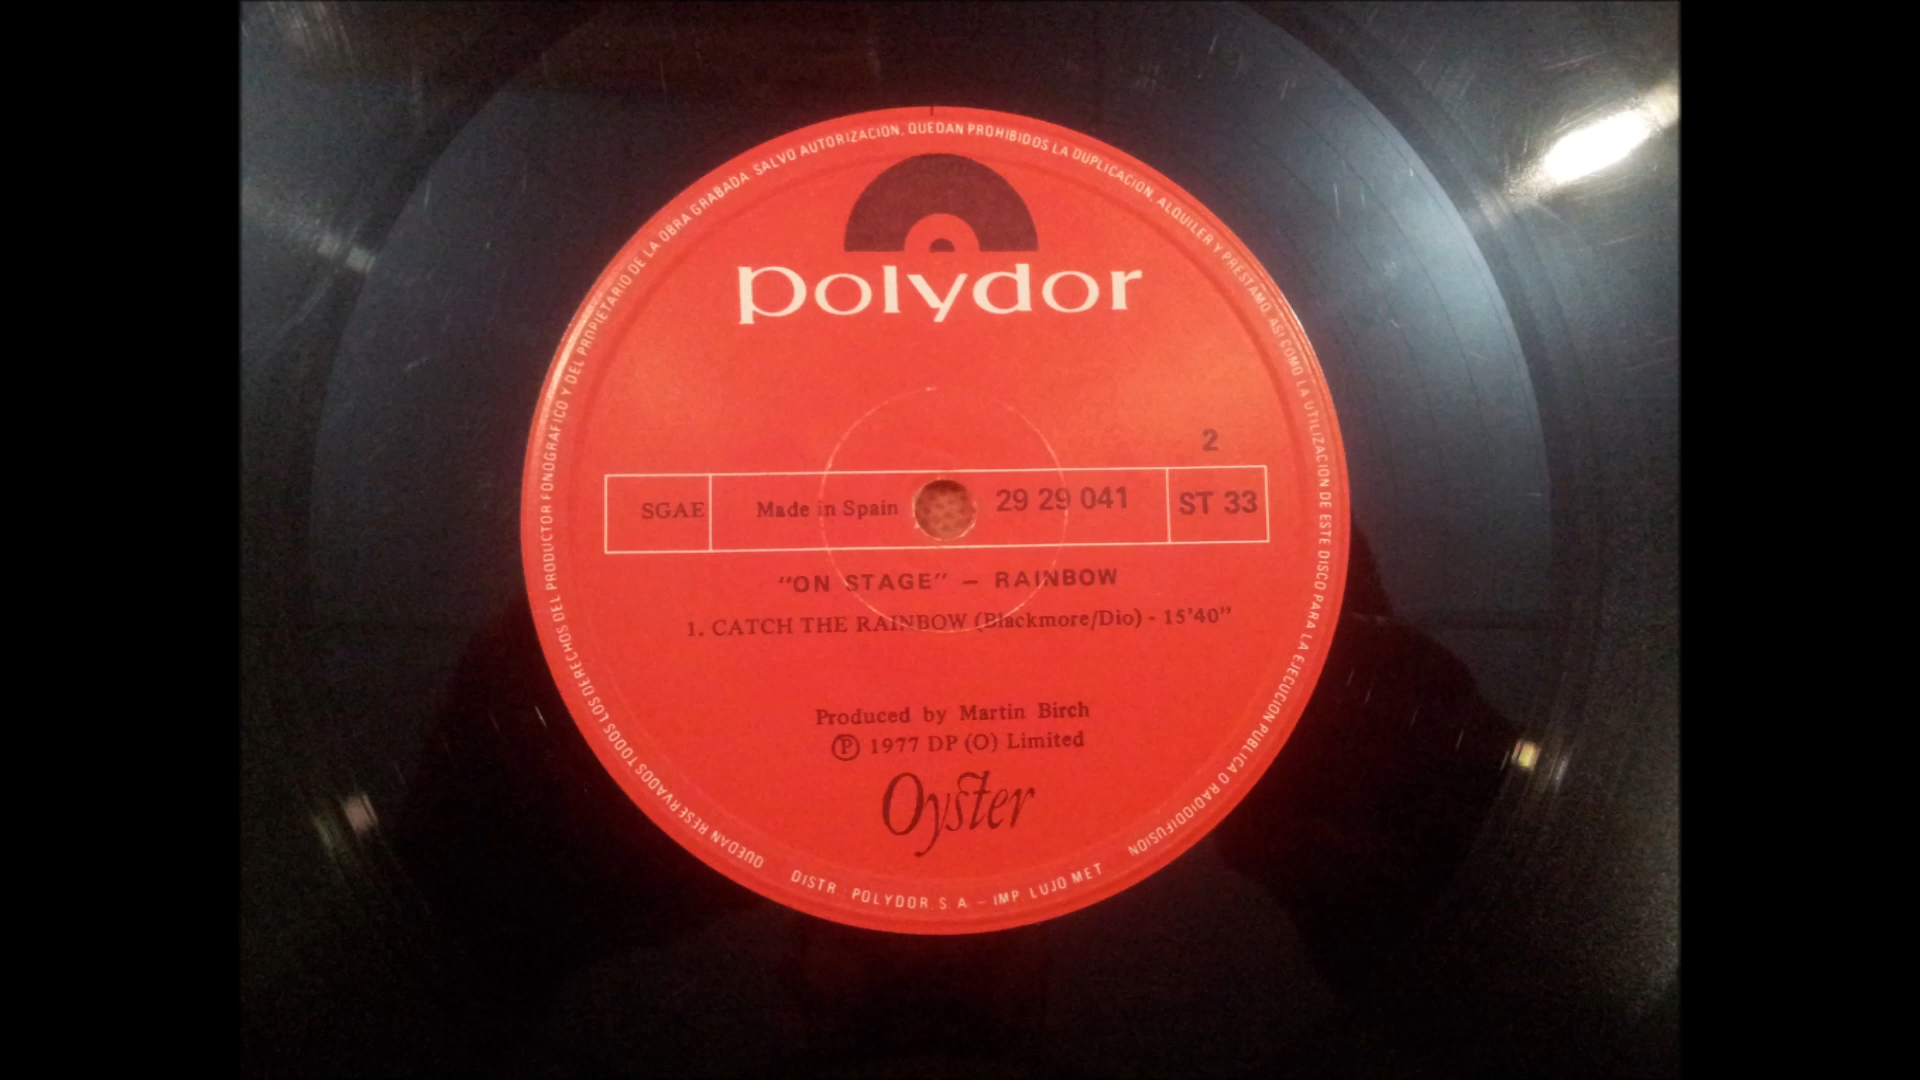 polydor
2
SGAE
Made in Spain
29 29 041
ST 33
"ON STAGE" – RAINBOW
1. CATCH THE RAINBOW (Blackmore/Dio) - 15'40"
Produced by Martin Birch
Ⓟ 1977 DP (O) Limited
Oyster
QUEDAN RESERVADOS TODOS LOS DERECHOS DEL PRODUCTOR FONOGRAFICO Y DEL PROPIETARIO DE LA OBRA GRABADA. SALVO AUTORIZACION, QUEDAN PROHIBIDOS LA DUPLICACION, ALQUILER Y PRESTAMO, ASI COMO LA UTILIZACION DE ESTE DISCO PARA LA EJECUCION PUBLICA O RADIODIFUSION
DISTR.: POLYDOR, S. A. – IMP. LUJO MET